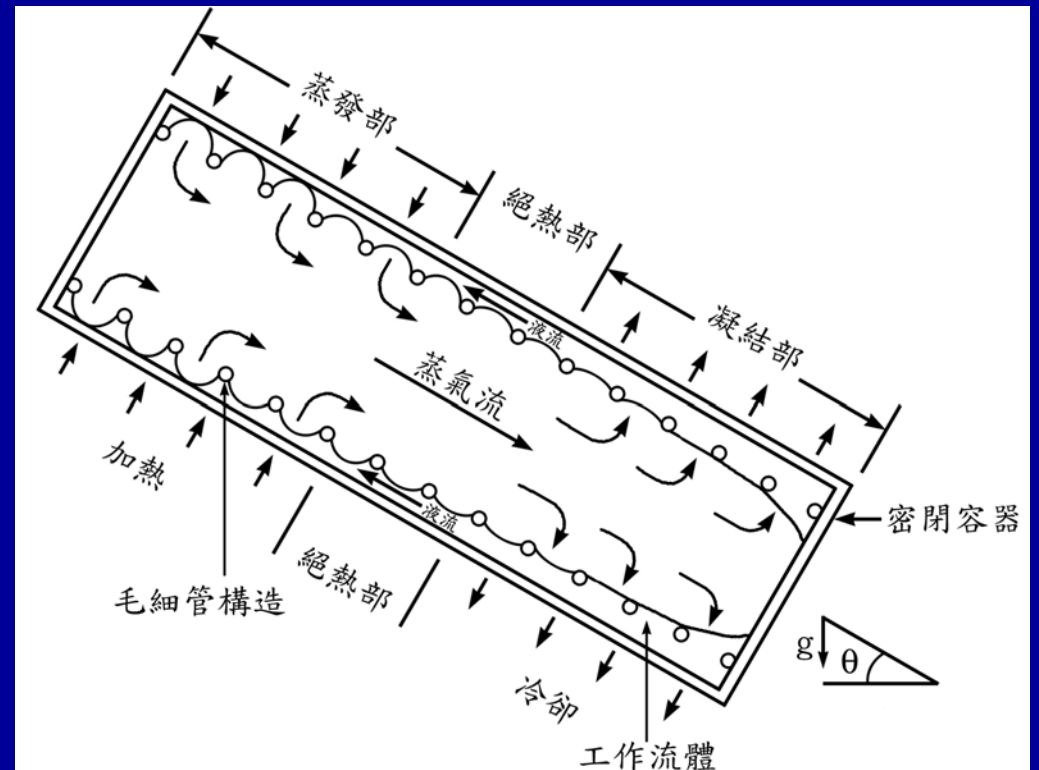 蒸發部
絕熱部
凝結部
液流
蒸氣流
加熱
液流
密閉容器
絕熱部
毛細管構造
g
θ
冷卻
工作流體